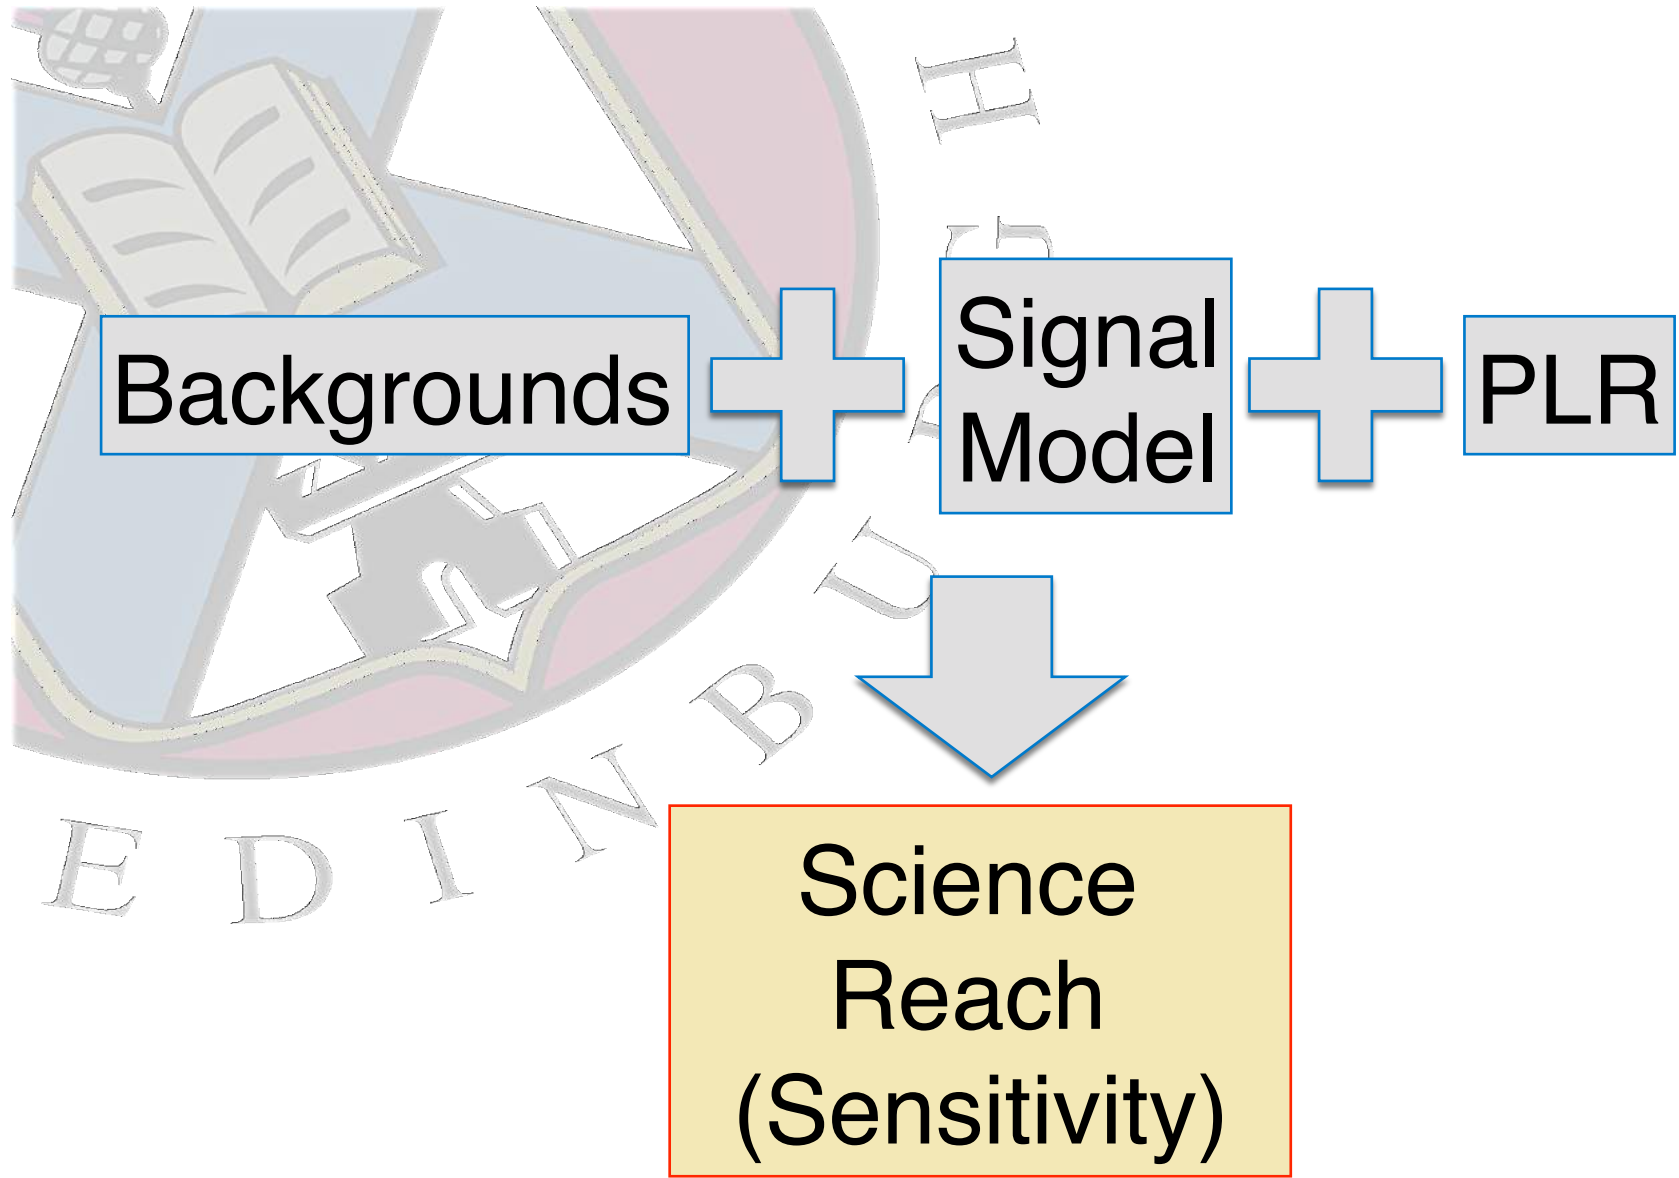 Backgrounds
Signal
Model
PLR
Science
Reach
(Sensitivity)
EDINBURGH